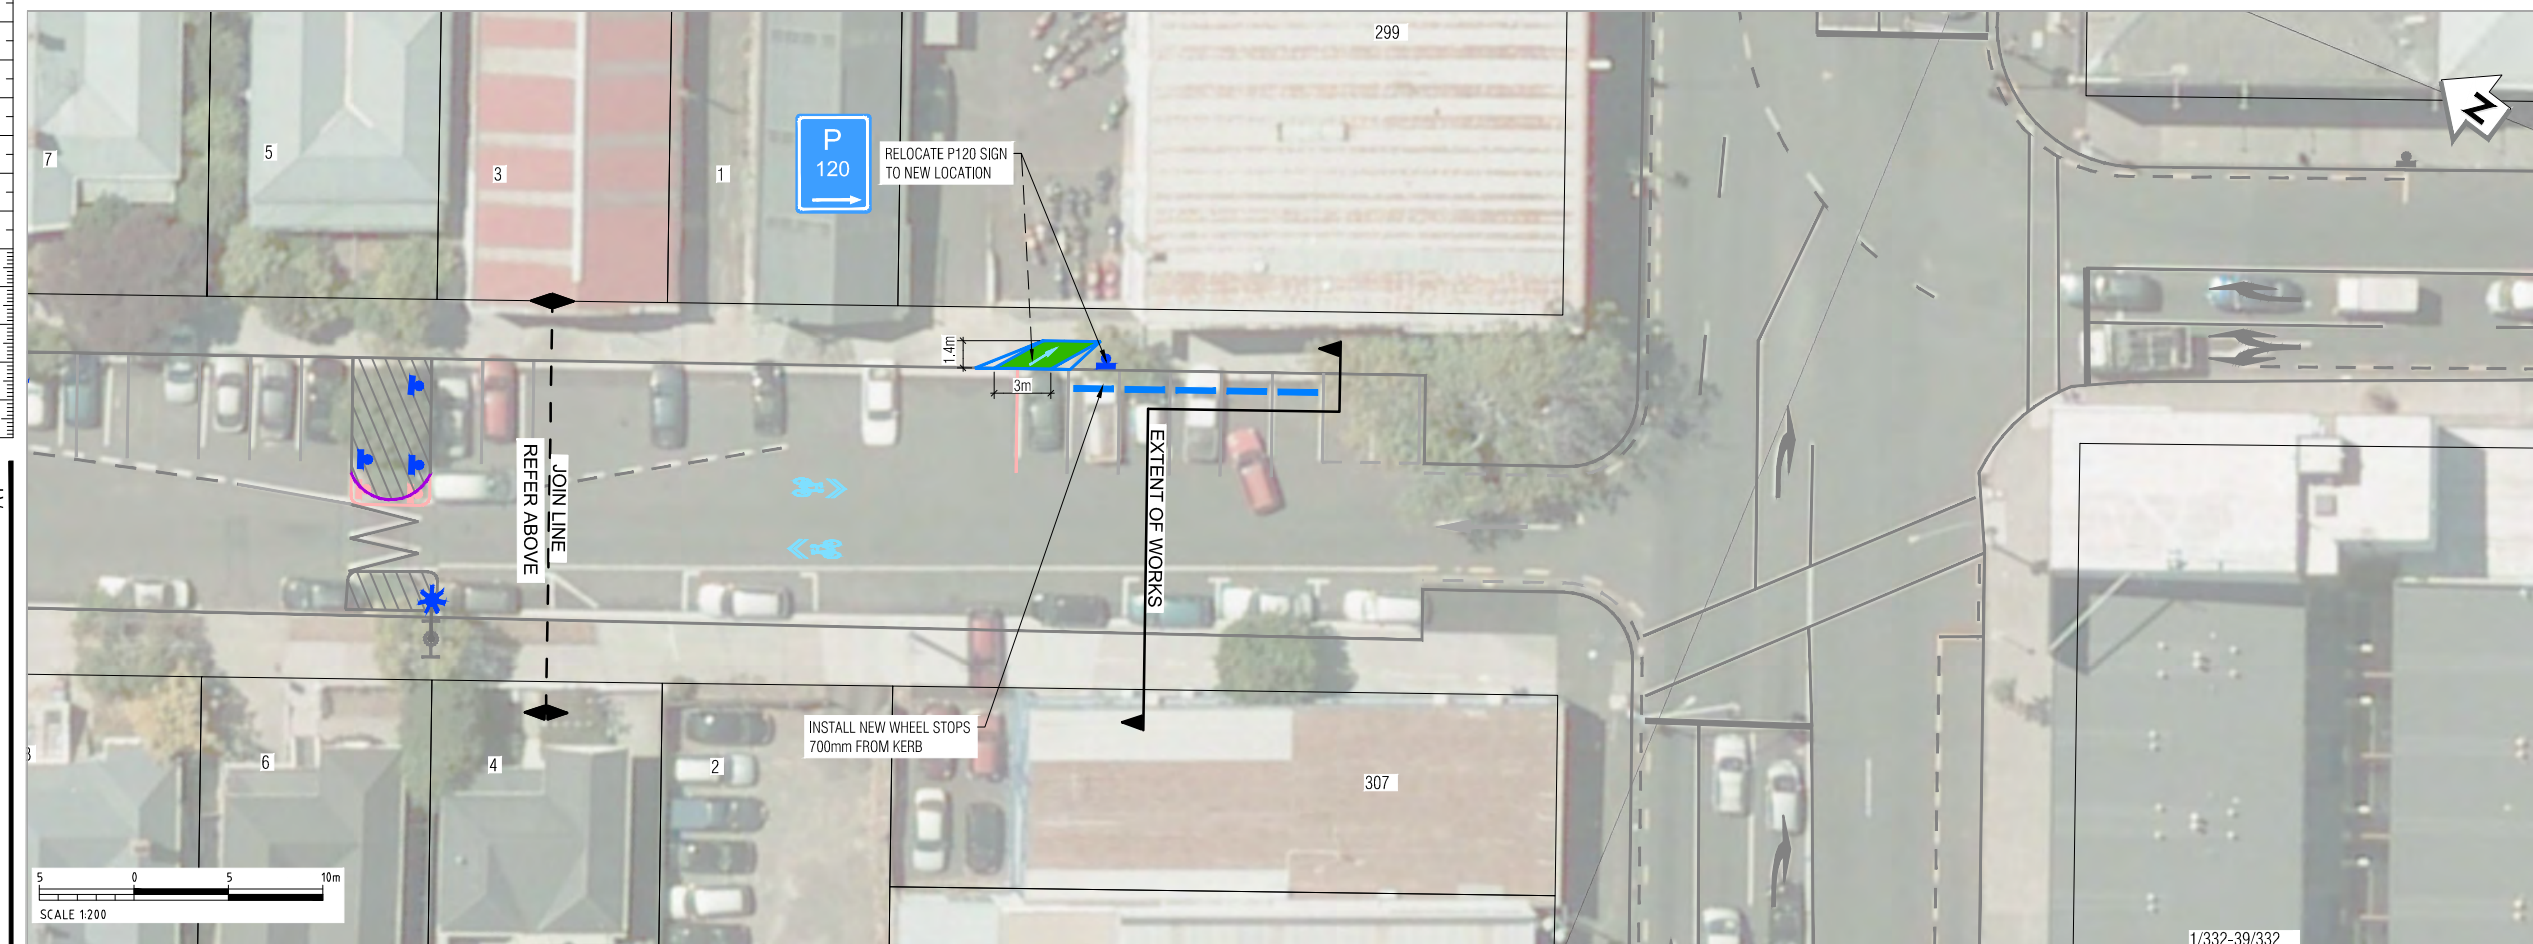 299
7
5
3
1
P
120
RELOCATE P120 SIGN
TO NEW LOCATION
N
1.4m
3m
JOIN LINE
REFER ABOVE
EXTENT OF WORKS
INSTALL NEW WHEEL STOPS
700mm FROM KERB
6
4
2
307
5 0 5 10m
SCALE 1:200
1/332-39/332